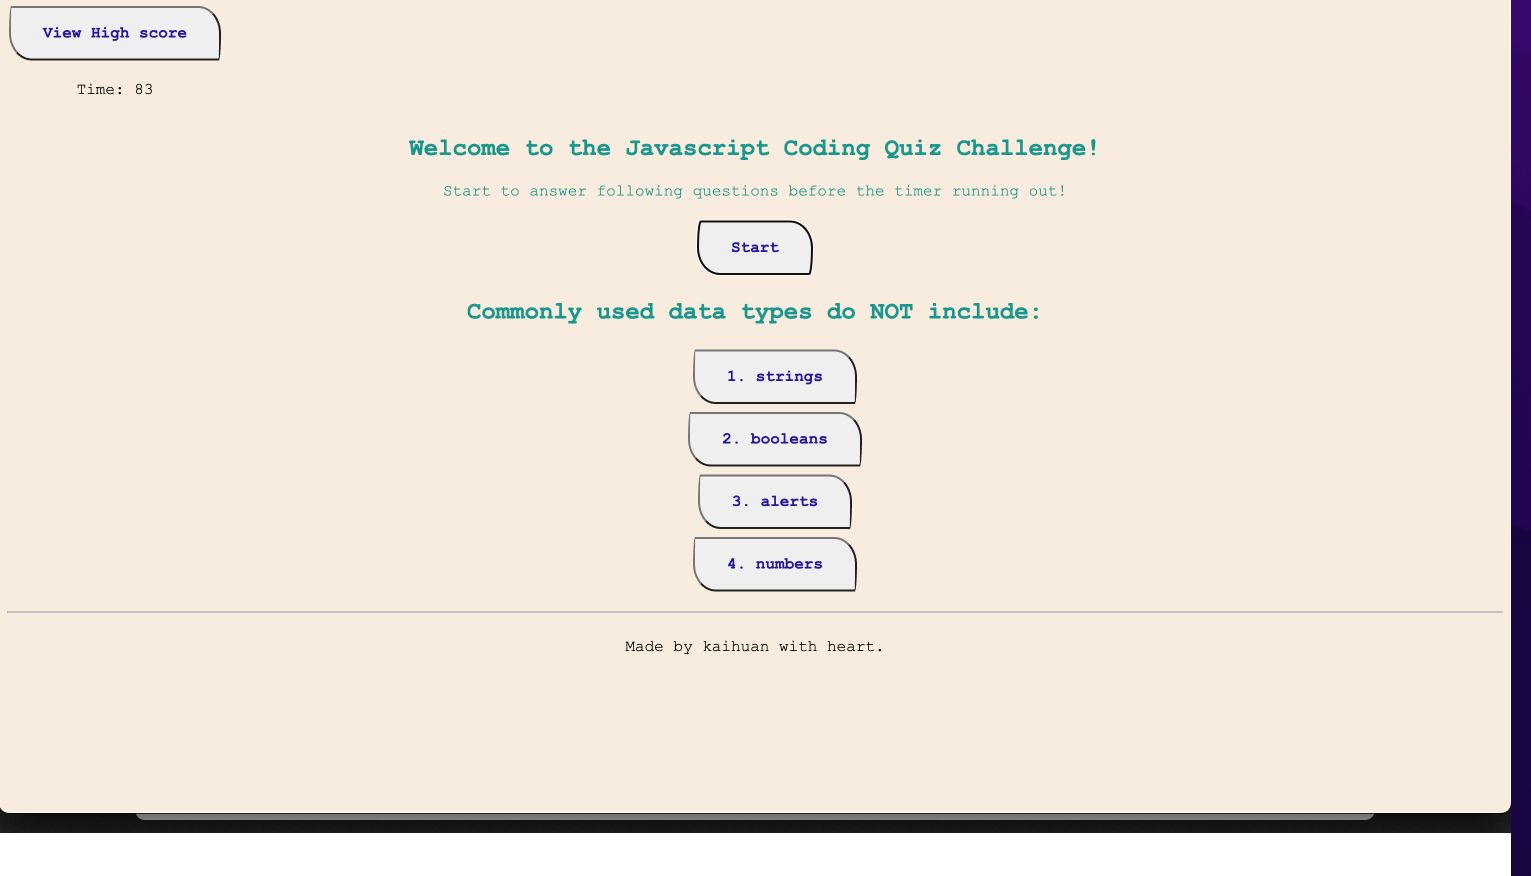 View High score
Time: 83
Welcome to the Javascript Coding Quiz Challenge!
Start to answer following questions before the timer running out!
Start
Commonly used data types do NOT include:
1. strings
2. booleans
3. alerts
4. numbers
Made by kaihuan with heart.